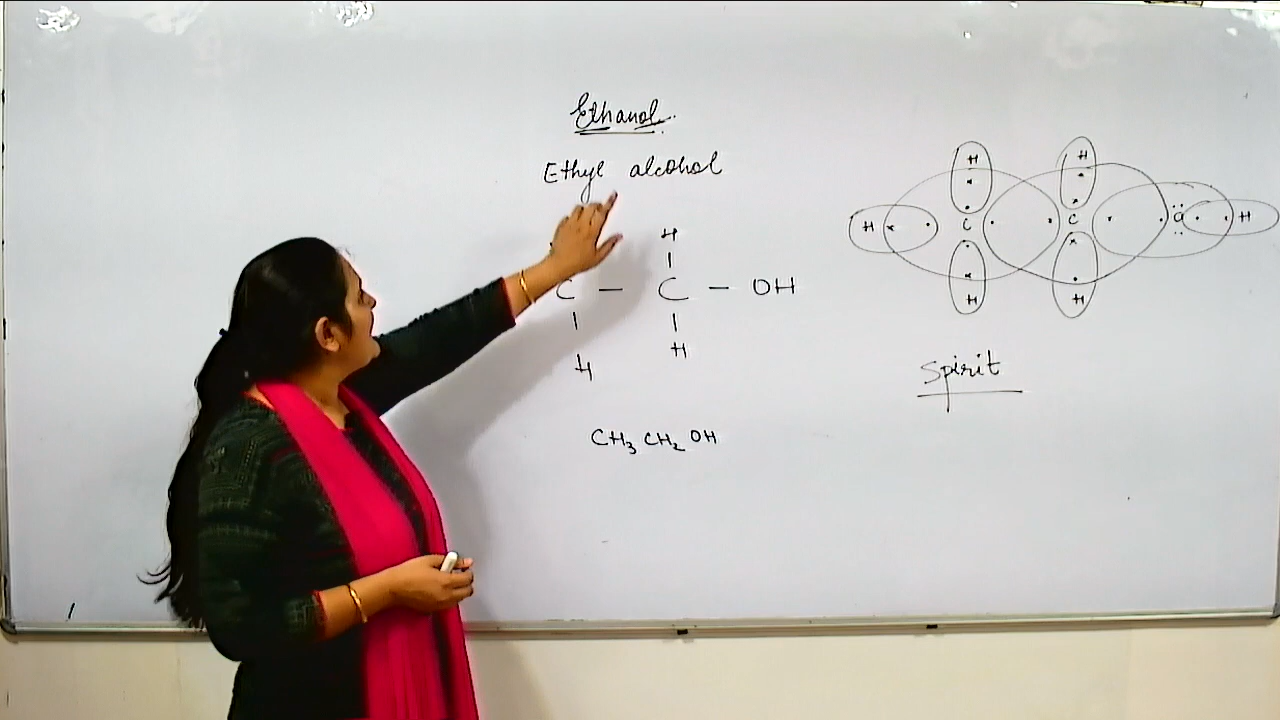 Ethanol
Ethyl alcohol
H
C - C - OH
H H
CH3 CH2 OH
H H
H C C O H
H H
Spirit